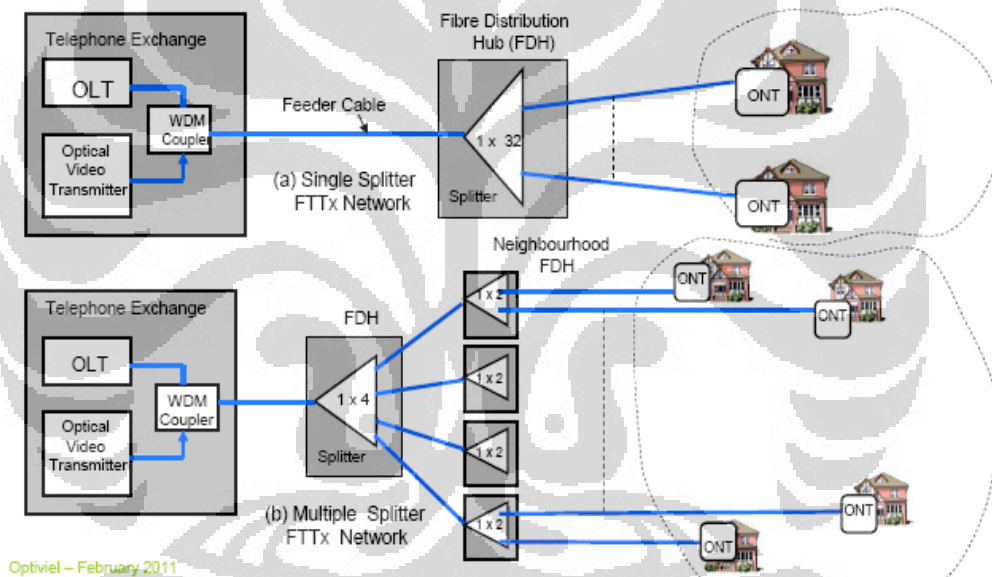 Telephone Exchange
OLT
WDM
Coupler
Optical
Video
Transmitter
Feeder Cable
(a) Single Splitter
FTTx Network
Fibre Distribution
Hub (FDH)
1 x 32
Splitter
ONT
ONT
Telephone Exchange
OLT
WDM
Coupler
Optical
Video
Transmitter
FDH
1 x 4
Splitter
(b) Multiple Splitter
FTTx Network
Neighbourhood
FDH
1 x 2
1 x 2
1 x 2
1 x 2
ONT
ONT
ONT
ONT
Optiviel – February 2011